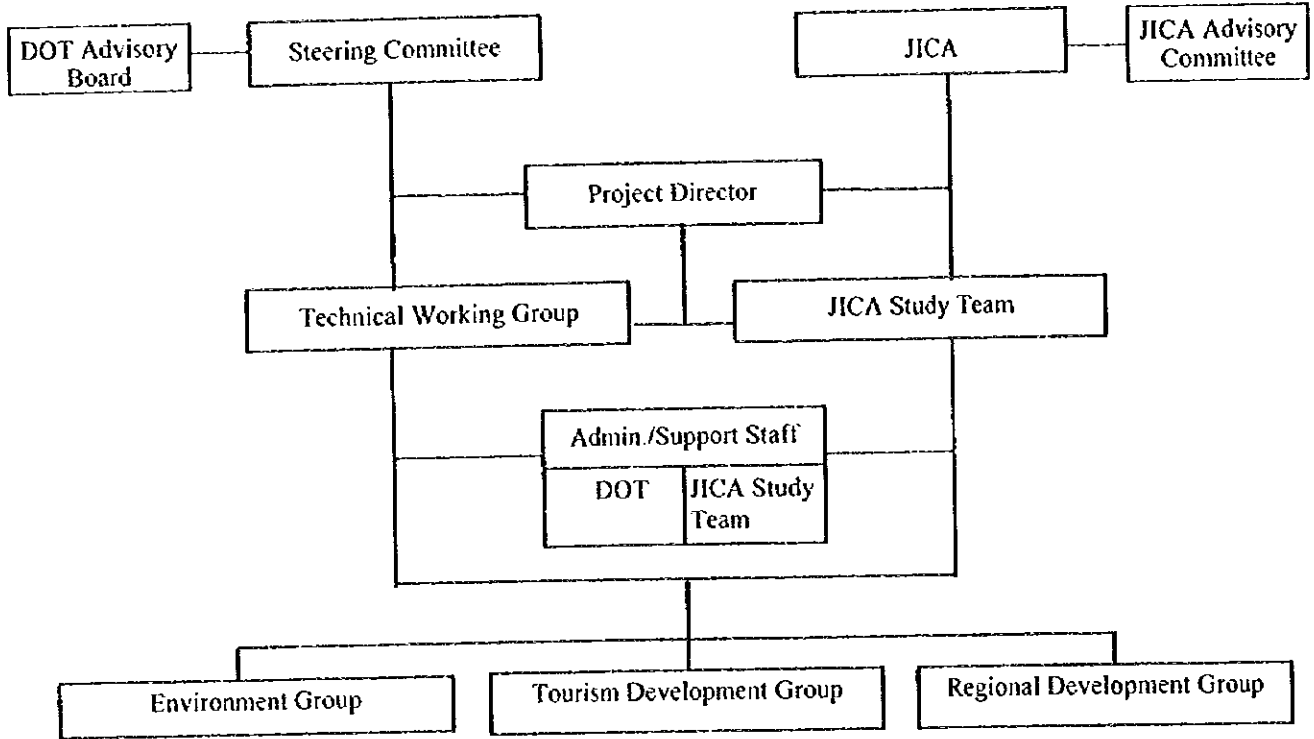 DOT Advisory
Board
Steering Committee
JICA
JICA Advisory
Committee
Project Director
Technical Working Group
JICA Study Team
Admin./Support Staff
DOT
JICA Study
Team
Environment Group
Tourism Development Group
Regional Development Group